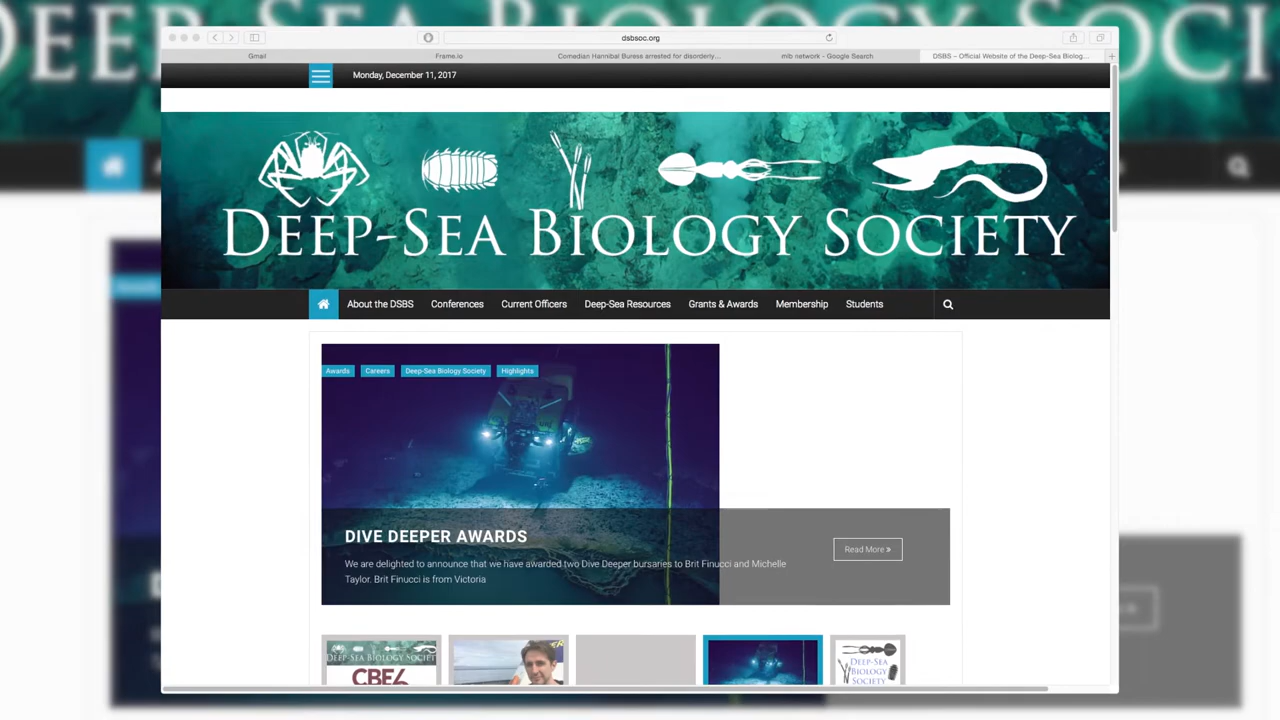 dsbsoc.org
Gmail
Frame.io
Comedian Hannibal Buress arrested for disorderly...
mlb network - Google Search
DSBS – Official Website of the Deep-Sea Biolog...
Monday, December 11, 2017
DEEP-SEA BIOLOGY SOCIETY
About the DSBS
Conferences
Current Officers
Deep-Sea Resources
Grants & Awards
Membership
Students
Awards
Careers
Deep-Sea Biology Society
Highlights
DIVE DEEPER AWARDS
We are delighted to announce that we have awarded two Dive Deeper bursaries to Brit Finucci and Michelle
Taylor. Brit Finucci is from Victoria
Read More »
DEEP-SEA BIOLOGY SOCIET
CBE6
DEEP-SEA
BIOLOGY
SOCIETY